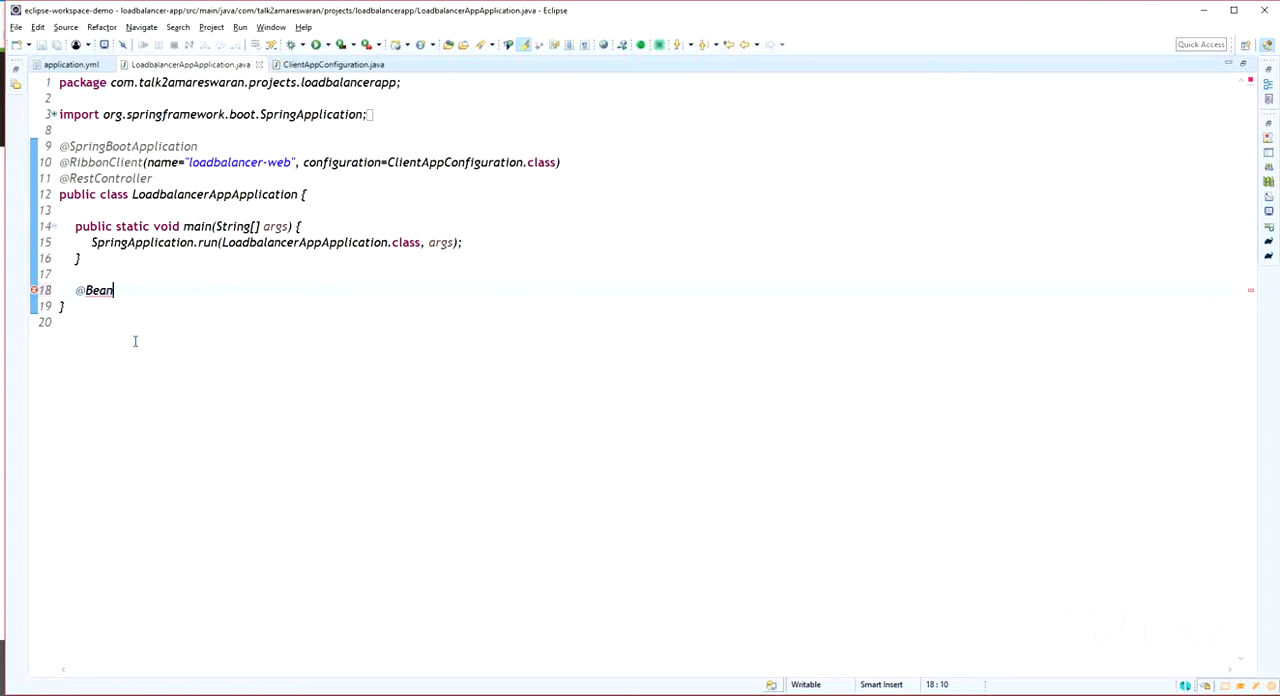 eclipse-workspace-demo - loadbalancer-app/src/main/java/com/talk2amareswaran/projects/loadbalancerapp/LoadbalancerAppApplication.java - Eclipse
File Edit Source Refactor Navigate Search Project Run Window Help
Quick Access
application.yml LoadbalancerAppApplication.java ClientAppConfiguration.java
1 package com.talk2amareswaran.projects.loadbalancerapp;
2
3 import org.springframework.boot.SpringApplication;
8
9 @SpringBootApplication
10 @RibbonClient(name="loadbalancer-web", configuration=ClientAppConfiguration.class)
11 @RestController
12 public class LoadbalancerAppApplication {
13
14 public static void main(String[] args) {
15 SpringApplication.run(LoadbalancerAppApplication.class, args);
16 }
17
18 @Bean
19 }
20
Writable Smart Insert 18 : 10